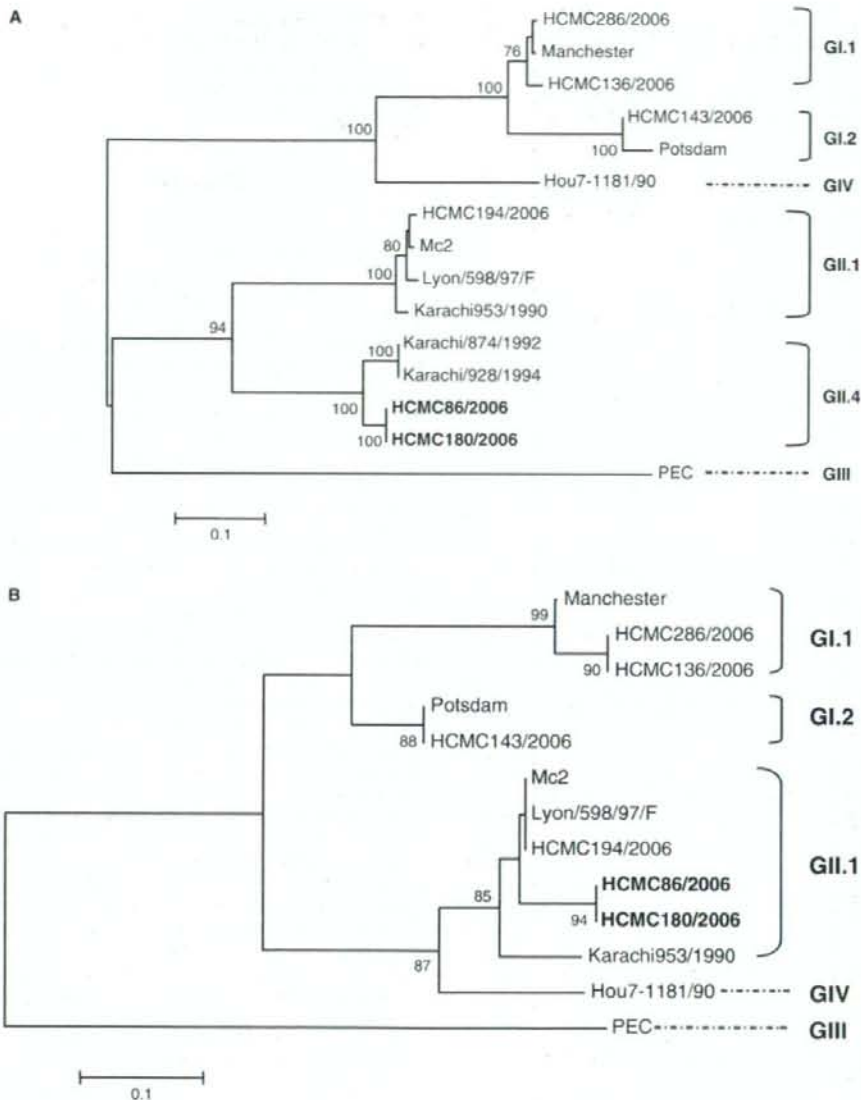 A
HCMC286/2006
76
Manchester
GI.1
100
HCMC136/2006
100
HCMC143/2006
GI.2
100
Potsdam
Hou7-1181/90
GIV
HCMC194/2006
80
Mc2
GII.1
100
Lyon/598/97/F
Karachi953/1990
94
Karachi/874/1992
100
Karachi/928/1994
GII.4
100
HCMC86/2006
100
HCMC180/2006
PEC
GIII
0.1
B
Manchester
99
HCMC286/2006
GI.1
90
HCMC136/2006
Potsdam
GI.2
88
HCMC143/2006
Mc2
Lyon/598/97/F
HCMC194/2006
GII.1
HCMC86/2006
85
94
HCMC180/2006
Karachi953/1990
87
Hou7-1181/90
GIV
PEC
GIII
0.1